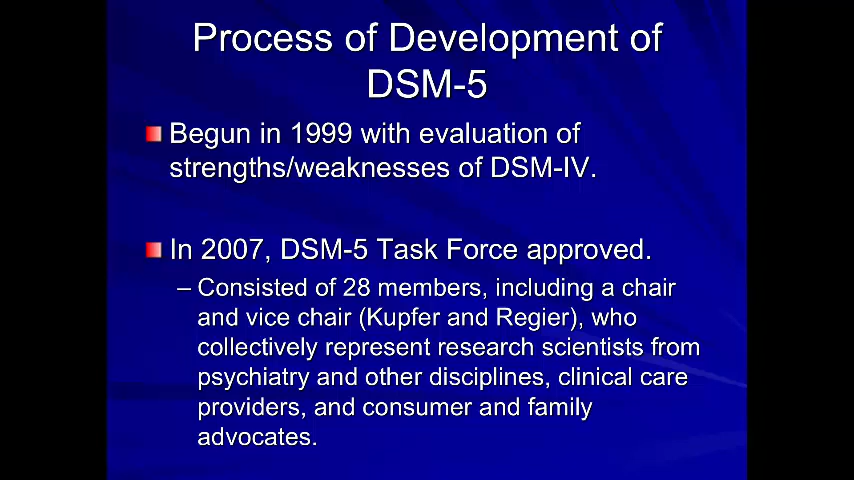 Process of Development of
DSM-5
Begun in 1999 with evaluation of
strengths/weaknesses of DSM-IV.
In 2007, DSM-5 Task Force approved.
– Consisted of 28 members, including a chair
and vice chair (Kupfer and Regier), who
collectively represent research scientists from
psychiatry and other disciplines, clinical care
providers, and consumer and family
advocates.